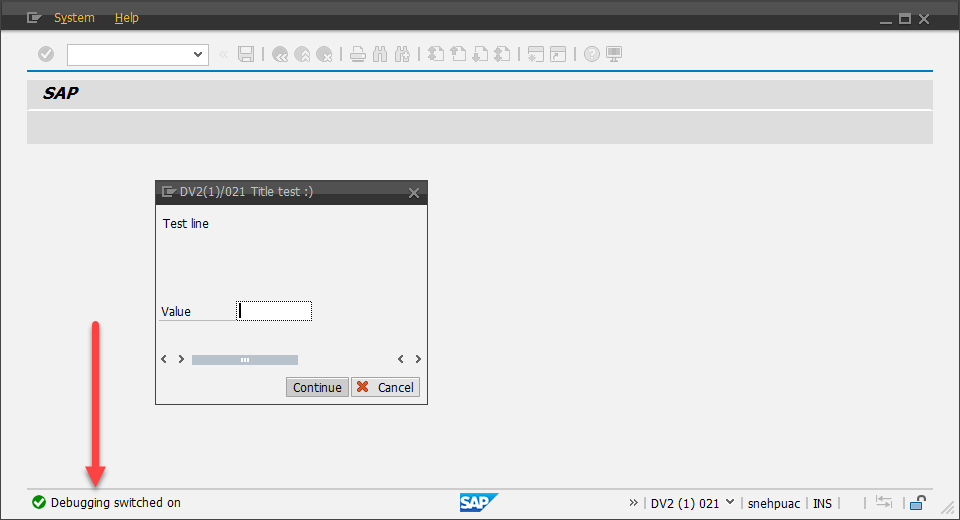 System Help
SAP
DV2(1)/021 Title test :)
Test line
Value
Continue Cancel
Debugging switched on
SAP
DV2 (1) 021
snehpuac
INS